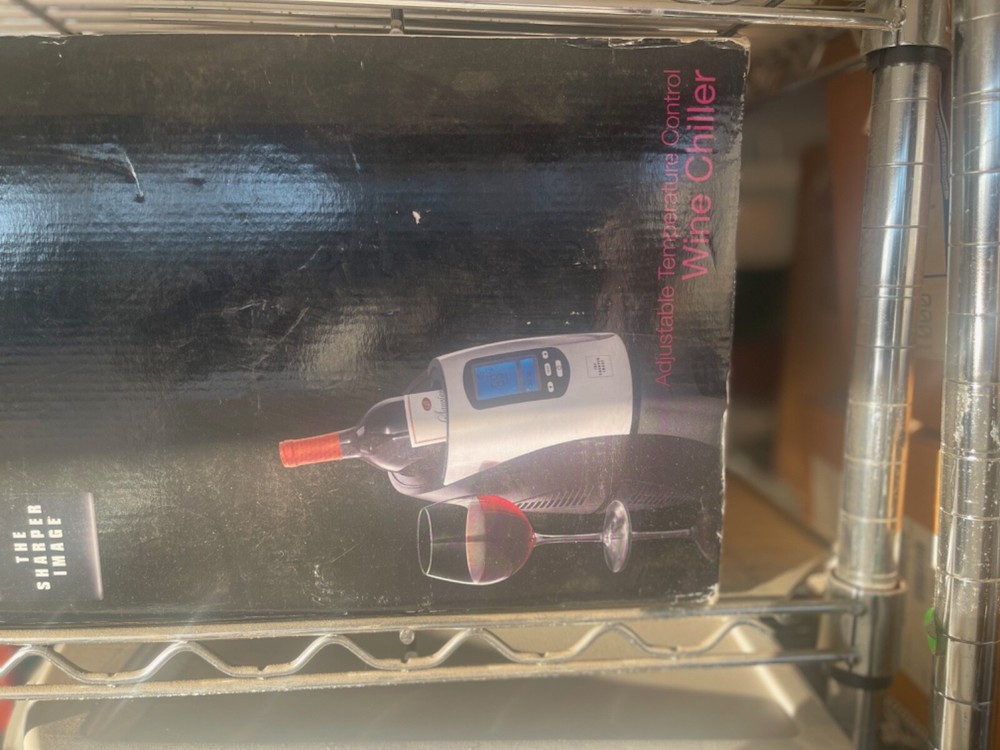 THE
SHARPER
IMAGE
Adjustable Temperature Control
Wine Chiller